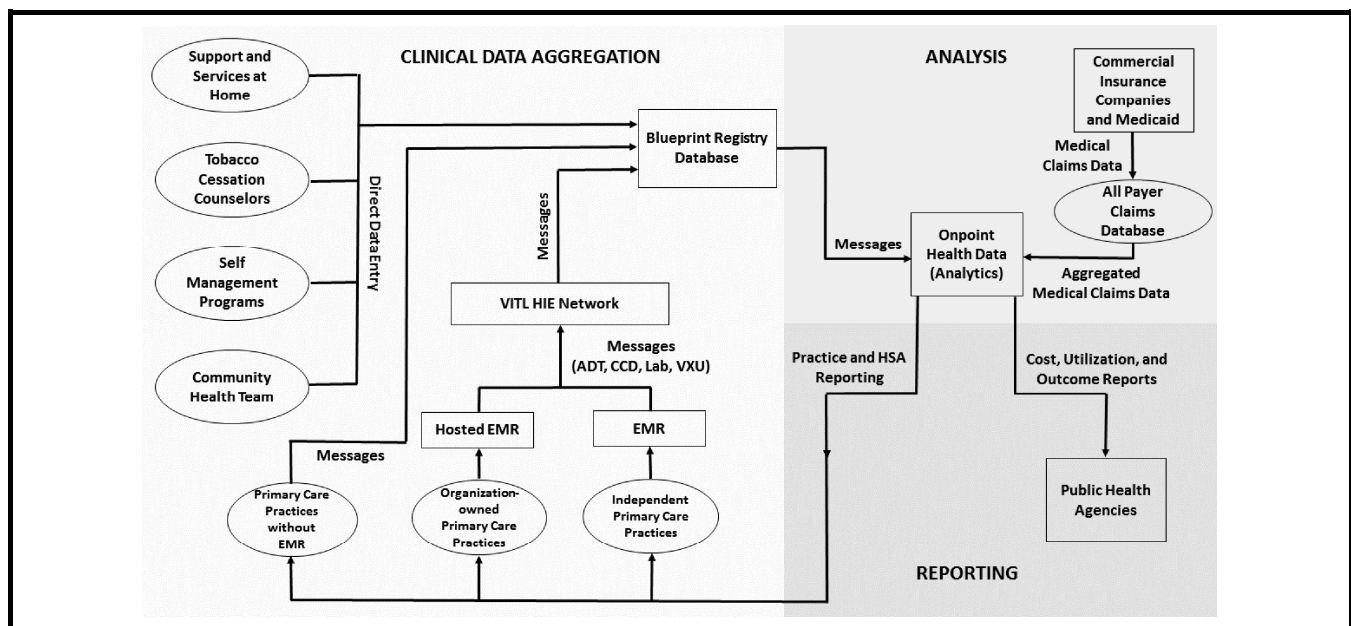 CLINICAL DATA AGGREGATION
Support and
Services at
Home
Tobacco
Cessation
Counselors
Self
Management
Programs
Community
Health Team
Direct Data Entry
Blueprint Registry
Database
Messages
VITL HIE Network
Messages
(ADT, CCD, Lab, VXU)
Hosted EMR
EMR
Messages
Primary Care
Practices
without
EMR
Organization-
owned
Primary Care
Practices
Independent
Primary Care
Practices
ANALYSIS
Commercial
Insurance
Companies
and Medicaid
Medical
Claims Data
All Payer
Claims
Database
Messages
Onpoint
Health Data
(Analytics)
Aggregated
Medical Claims Data
Practice and HSA
Reporting
Cost, Utilization, and
Outcome Reports
Public Health
Agencies
REPORTING